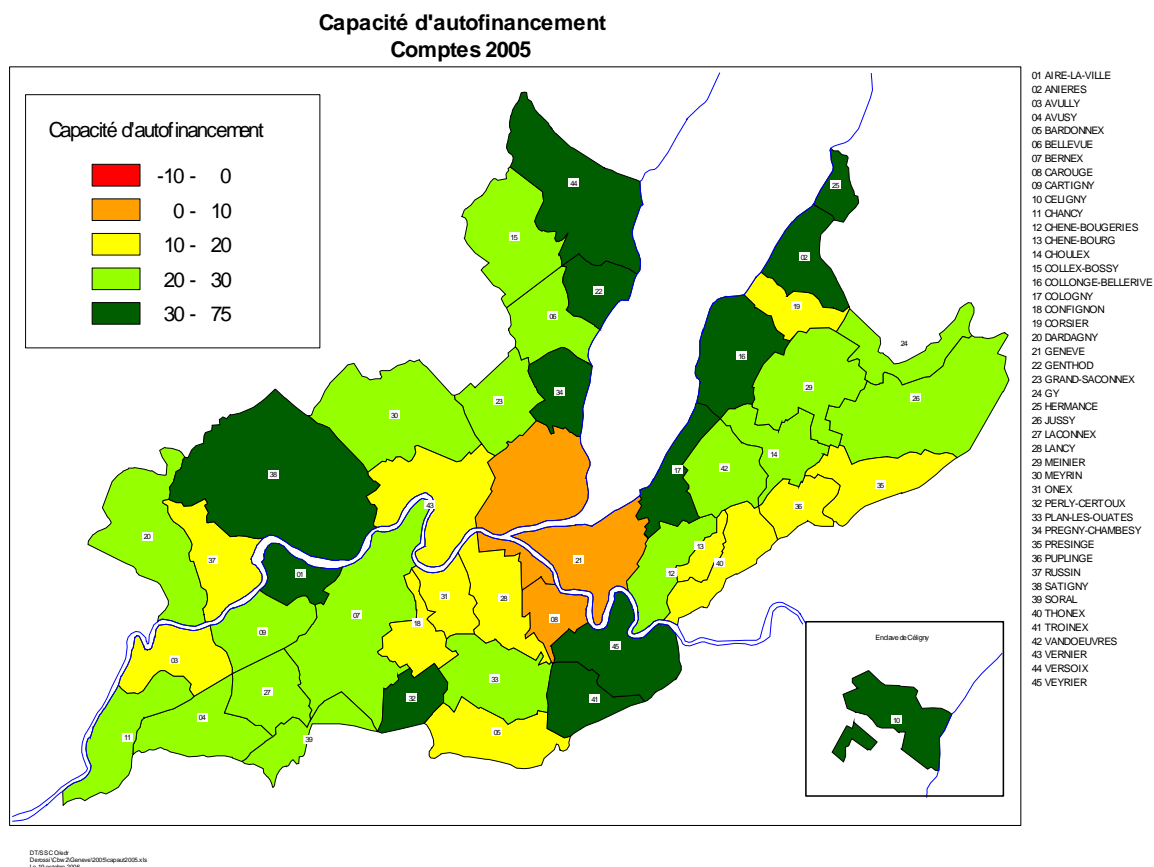 Capacité d'autofinancement
Comptes 2005
Capacité d'autofinancement
-10 - 0
0 - 10
10 - 20
20 - 30
30 - 75
01 AIRE-LA-VILLE
02 ANIERES
03 AVULLY
04 AVUSY
05 BARDONNEX
06 BELLEVUE
07 BERNEX
08 CAROUGE
09 CARTIGNY
10 CELIGNY
11 CHANCY
12 CHENE-BOUGERIES
13 CHENE-BOURG
14 CHOULEX
15 COLLEX-BOSSY
16 COLLONGE-BELLERIVE
17 COLOGNY
18 CONFIGNON
19 CORSIER
20 DARDAGNY
21 GENEVE
22 GENTHOD
23 GRAND-SACONNEX
24 GY
25 HERMANCE
26 JUSSY
27 LACONNEX
28 LANCY
29 MEINIER
30 MEYRIN
31 ONEX
32 PERLY-CERTOUX
33 PLAN-LES-OUATES
34 PREGNY-CHAMBESY
35 PRESINGE
36 PUPLINGE
37 RUSSIN
38 SATIGNY
39 SORAL
40 THONEX
41 TROINEX
42 VANDOEUVRES
43 VERNIER
44 VERSOIX
45 VEYRIER
44
25
15
02
22
19
06
24
16
34
29
26
23
30
14
42
17
38
35
36
43
20
13
21
40
37
01
12
31
28
07
08
18
09
45
03
33
27
32
41
04
05
11
39
Enclave de Céligny
10